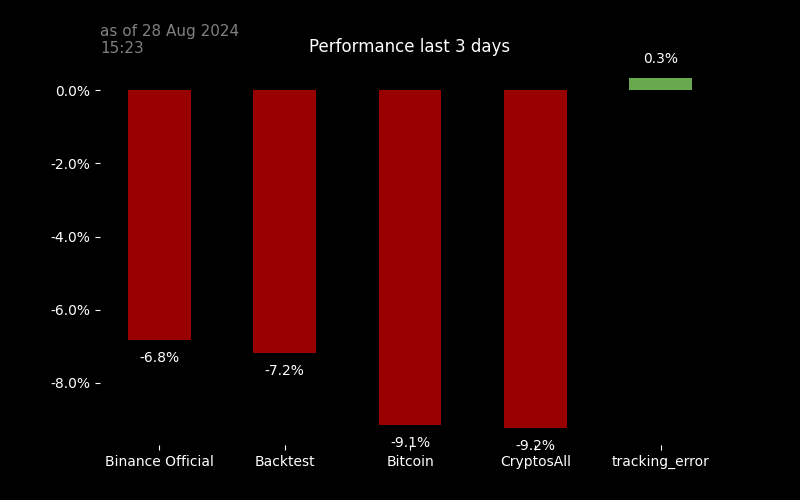 as of 28 Aug 2024
15:23
Performance last 3 days
0.3%
0.0%
-2.0%
-4.0%
-6.0%
-8.0%
-6.8%
-7.2%
-9.1%
-9.2%
Binance Official
Backtest
Bitcoin
CryptosAll
tracking_error